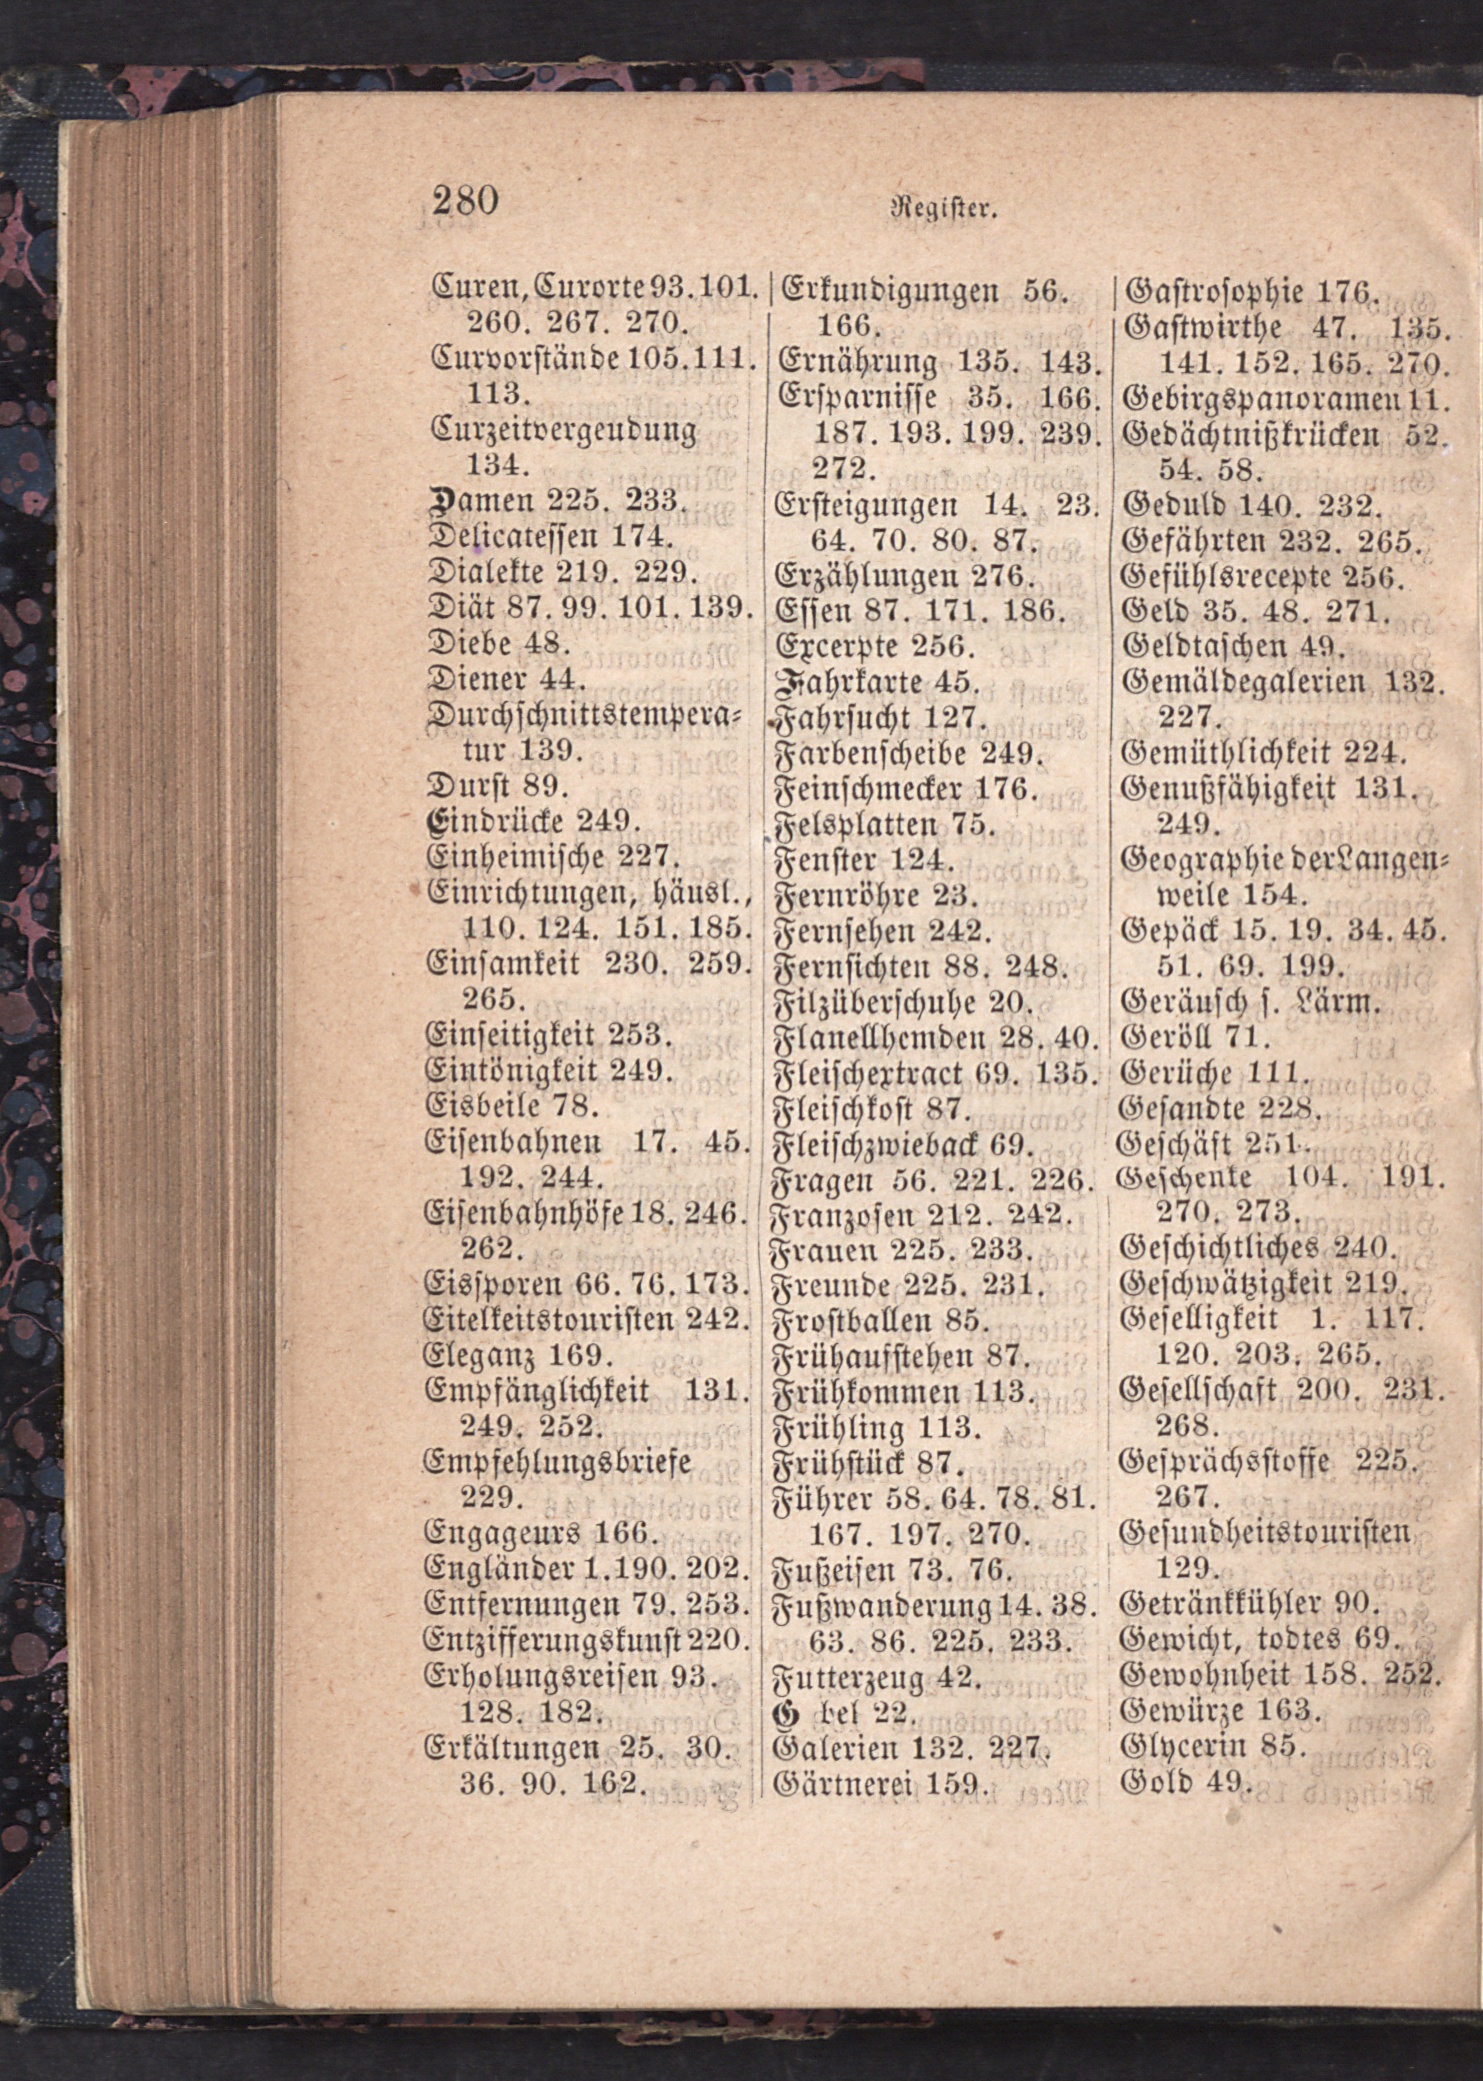 280
Register.
Curen, Curorte 93. 101.
260. 267. 270.
Curvorstände 105. 111.
113.
Curzeitvergeudung
134.
Damen 225. 233.
Delicatessen 174.
Dialekte 219. 229.
Diät 87. 99. 101. 139.
Diebe 48.
Diener 44.
Durchschnittstempera-
tur 139.
Durst 89.
Eindrücke 249.
Einheimische 227.
Einrichtungen, häusl.,
110. 124. 151. 185.
Einsamkeit 230. 259.
265.
Einseitigkeit 253.
Eintönigkeit 249.
Eisbeile 78.
Eisenbahnen 17. 45.
192. 244.
Eisenbahnhöfe 18. 246.
262.
Eissporen 66. 76. 173.
Eitelkeitstouristen 242.
Eleganz 169.
Empfänglichkeit 131.
249. 252.
Empfehlungsbriefe
229.
Engageurs 166.
Engländer 1. 190. 202.
Entfernungen 79. 253.
Entzifferungskunst 220.
Erholungsreisen 93.
128. 182.
Erkältungen 25. 30.
36. 90. 162.
Erkundigungen 56.
166.
Ernährung 135. 143.
Ersparnisse 35. 166.
187. 193. 199. 239.
272.
Ersteigungen 14. 23.
64. 70. 80. 87.
Erzählungen 276.
Essen 87. 171. 186.
Excerpte 256.
Fahrkarte 45.
Fahrsucht 127.
Farbenscheibe 249.
Feinschmecker 176.
Felsplatten 75.
Fenster 124.
Fernröhre 23.
Fernsehen 242.
Fernsichten 88. 248.
Filzüberschuhe 20.
Flanellhemden 28. 40.
Fleischextract 69. 135.
Fleischkost 87.
Fleischzwieback 69.
Fragen 56. 221. 226.
Franzosen 212. 242.
Frauen 225. 233.
Freunde 225. 231.
Frostballen 85.
Frühaufstehen 87.
Frühkommen 113.
Frühling 113.
Frühstück 87.
Führer 58. 64. 78. 81.
167. 197. 270.
Fußeisen 73. 76.
Fußwanderung 14. 38.
63. 86. 225. 233.
Futterzeug 42.
G bel 22.
Galerien 132. 227.
Gärtnerei 159.
Gastrosophie 176.
Gastwirthe 47. 135.
141. 152. 165. 270.
Gebirgspanoramen 11.
Gedächtnißkrücken 52.
54. 58.
Geduld 140. 232.
Gefährten 232. 265.
Gefühlsrecepte 256.
Geld 35. 48. 271.
Geldtaschen 49.
Gemäldegalerien 132.
227.
Gemüthlichkeit 224.
Genußfähigkeit 131.
249.
Geographie der Langen-
weile 154.
Gepäck 15. 19. 34. 45.
51. 69. 199.
Geräusch s. Lärm.
Geröll 71.
Gerüche 111.
Gesandte 228.
Geschäft 251.
Geschenke 104. 191.
270. 273.
Geschichtliches 240.
Geschwätzigkeit 219.
Geselligkeit 1. 117.
120. 203. 265.
Gesellschaft 200. 231.
268.
Gesprächsstoffe 225.
267.
Gesundheitstouristen
129.
Getränkkühler 90.
Gewicht, todtes 69.
Gewohnheit 158. 252.
Gewürze 163.
Glycerin 85.
Gold 49.